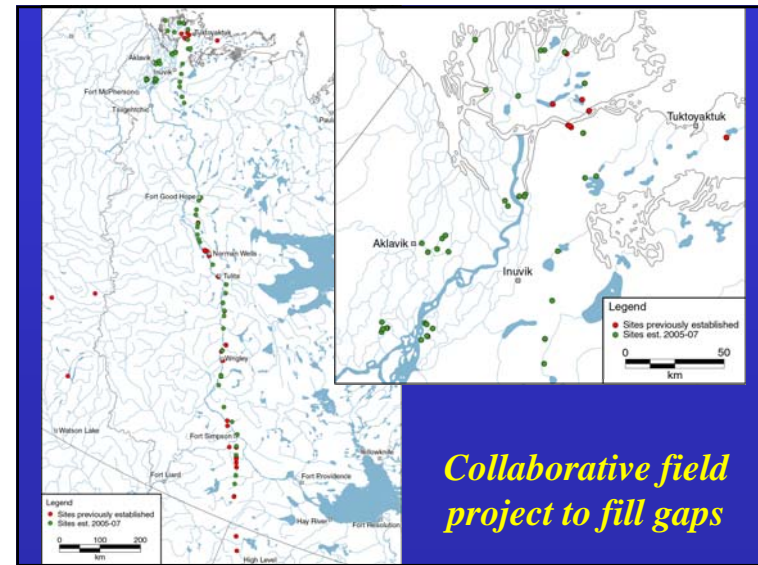 Tuktoyaktuk
Aklavik
Inuvik
Fort McPherson
Tsiigehtchic
Fort Good Hope
Norman Wells
Tulita
Wrigley
Fort Simpson
Watson Lake
Fort Liard
Yellowknife
Fort Providence
Hay River
Fort Resolution
High Level
Legend
Sites previously established
Sites est. 2005-07
0 100 200
km
Tuktoyaktuk
Aklavik
Inuvik
Legend
Sites previously established
Sites est. 2005-07
0 50
km
Collaborative field
project to fill gaps